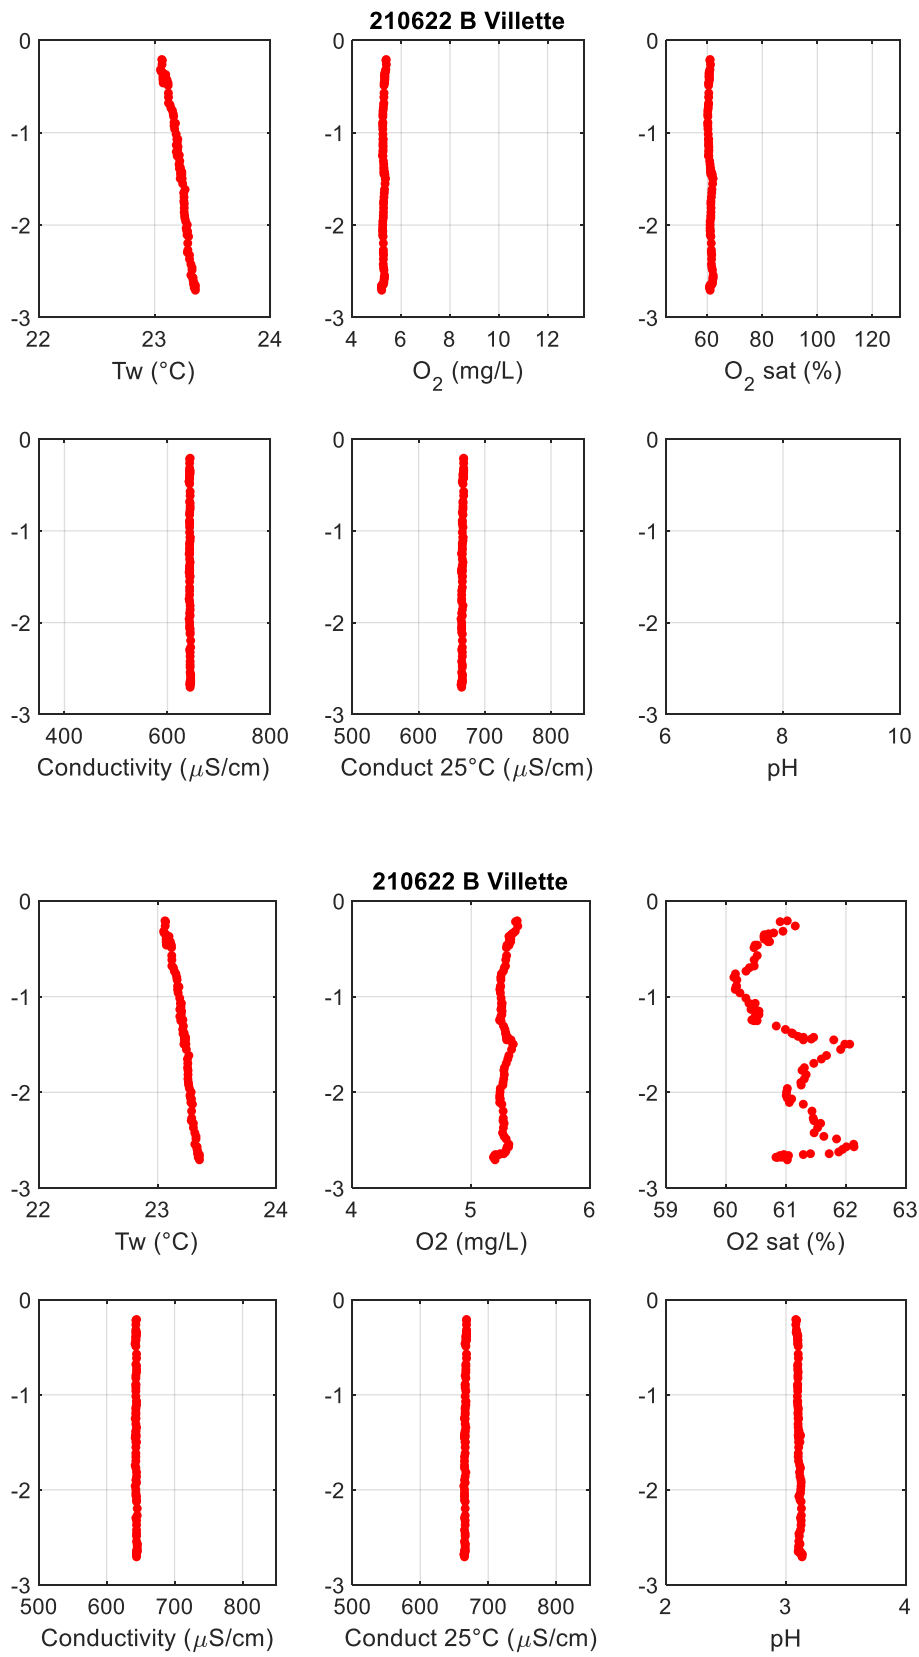 210622 B Villette
0
-1
-2
-3
22 23 24
Tw (°C)
0
-1
-2
-3
4 6 8 10 12
O2 (mg/L)
0
-1
-2
-3
60 80 100 120
O2 sat (%)
0
-1
-2
-3
400 600 800
Conductivity (μS/cm)
0
-1
-2
-3
500 600 700 800
Conduct 25°C (μS/cm)
0
-1
-2
-3
6 8 10
pH
210622 B Villette
0
-1
-2
-3
22 23 24
Tw (°C)
0
-1
-2
-3
4 5 6
O2 (mg/L)
0
-1
-2
-3
59 60 61 62 63
O2 sat (%)
0
-1
-2
-3
500 600 700 800
Conductivity (μS/cm)
0
-1
-2
-3
500 600 700 800
Conduct 25°C (μS/cm)
0
-1
-2
-3
2 3 4
pH